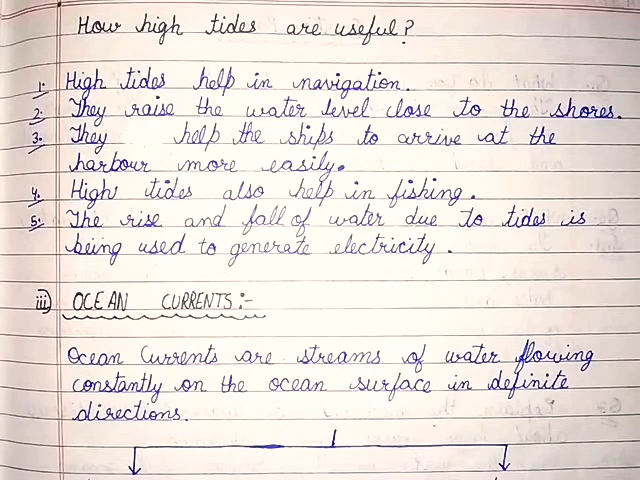 How high tides are useful?
1. High tides help in navigation.
2. They raise the water level close to the shores.
3. They help the ships to arrive at the
harbour more easily.
4. High tides also help in fishing.
5. The rise and fall of water due to tides is
being used to generate electricity.
iii) OCEAN CURRENTS:-
Ocean Currents are streams of water flowing
constantly on the ocean surface in definite
directions.